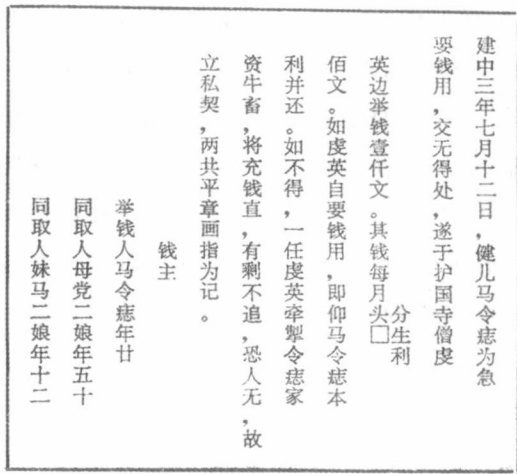 建中三年七月十二日，健儿马令痣为急
要钱用，交无得处，遂于护国寺僧虔
英边举钱壹仟文。其钱每月头□
分生利
佰文。如虔英自要钱用，即仰马令痣本
利并还。如不得，一任虔英牵掣令痣家
资牛畜，将充钱直，有剩不追，恐人无，故
立私契，两共平章画指为记。
钱主
举钱人马令痣年廿
同取人母党二娘年五十
同取人妹马二娘年十二